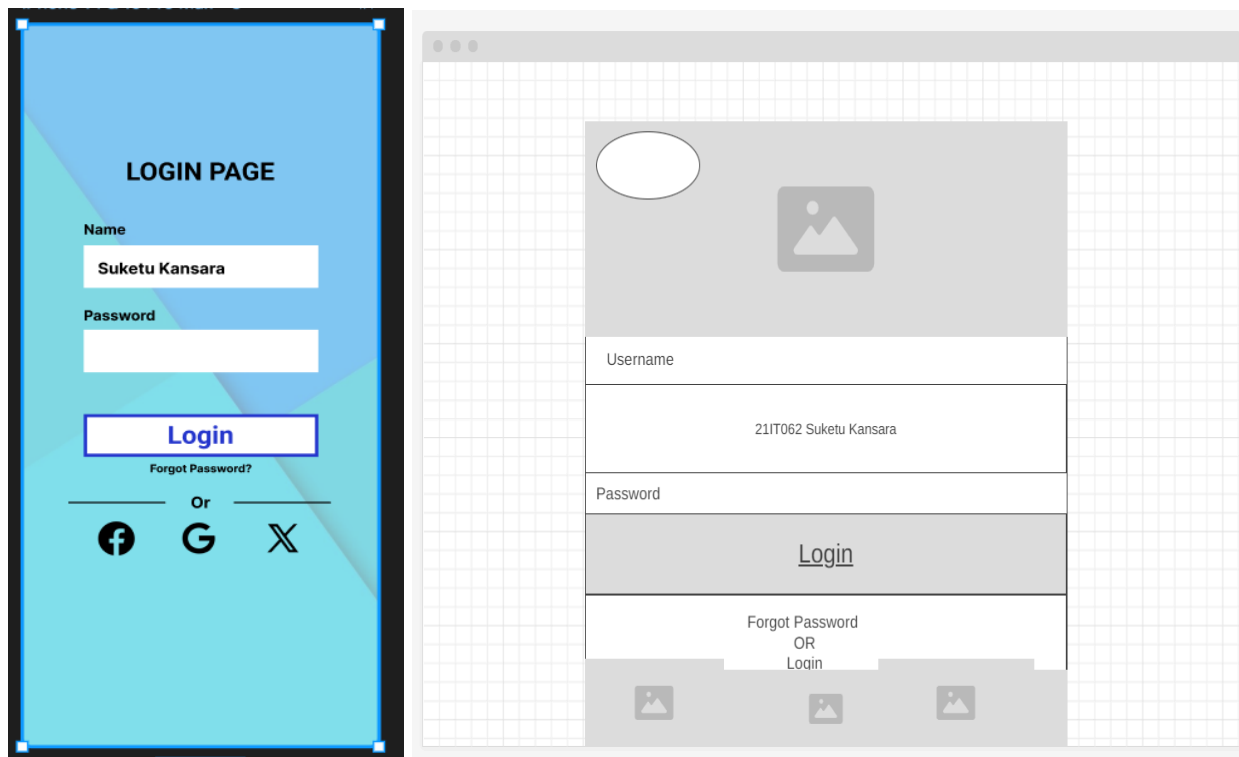 LOGIN PAGE
Name
Suketu Kansara
Password
Login
Forgot Password?
Or
Username
21IT062 Suketu Kansara
Password
Login
Forgot Password
OR
Login